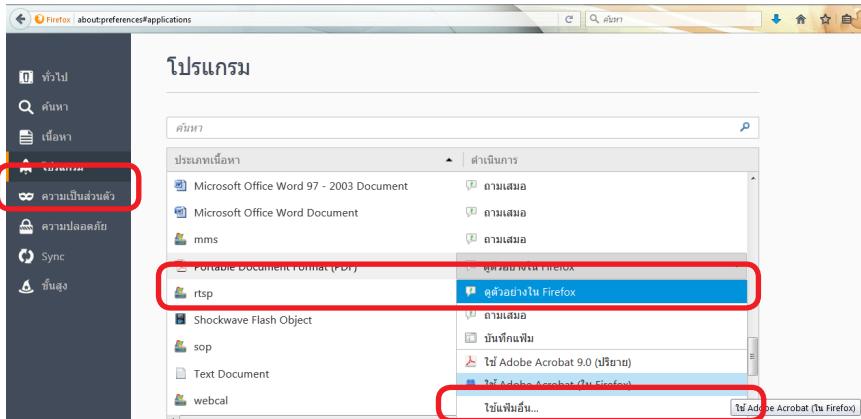 Firefox about:preferences#applications
ค้นหา
โปรแกรม
ทั่วไป
ค้นหา
เนื้อหา
โปรแกรม
ความเป็นส่วนตัว
ความปลอดภัย
Sync
ขั้นสูง
ค้นหา
ประเภทเนื้อหา ดำเนินการ
Microsoft Office Word 97 - 2003 Document ถามเสมอ
Microsoft Office Word Document ถามเสมอ
mms ถามเสมอ
Portable Document Format (PDF) ดูตัวอย่างใน Firefox
rtsp ดูตัวอย่างใน Firefox
Shockwave Flash Object ถามเสมอ
บันทึกแฟ้ม
sop
ใช้ Adobe Acrobat 9.0 (ปริยาย)
Text Document
ใช้ Adobe Acrobat (ใน Firefox)
webcal
ใช้แฟ้มอื่น...
ใช้ Adobe Acrobat (ใน Firefox)